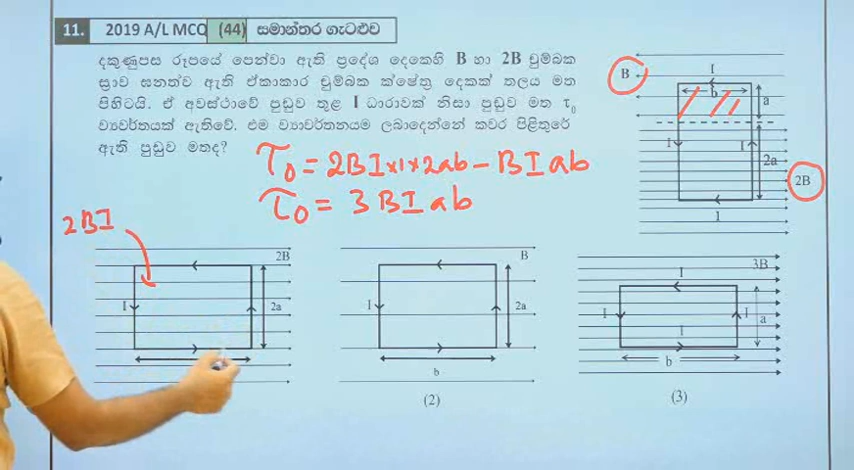 11. 2019 A/L MCQ (44) සමාන්තර ගැටළුව
දකුණුපස රූපයේ පෙන්වා ඇති ප්‍රදේශ දෙකෙහි B හා 2B චුම්බක
ස්‍රාව ඝනත්ව ඇති ඒකාකාර චුම්බක ක්ෂේත්‍ර දෙකක් තලය මත
පිහිටයි. ඒ අවස්ථාවේ පුඩුව තුළ I ධාරාවක් නිසා පුඩුව මත τ₀
ව්‍යවර්තයක් ඇතිවේ. එම ව්‍යාවර්තනයම ලබාදෙන්නේ කවර පිළිතුරේ
ඇති පුඩුව මතද?
B
I
b
a
I
I
2a
2B
I
τ₀ = 2BI×1×2ab – BIab
τ₀ = 3BIab
2BI
2B
I
2a
B
I
2a
b
(2)
3B
I
I
I
a
I
b
(3)